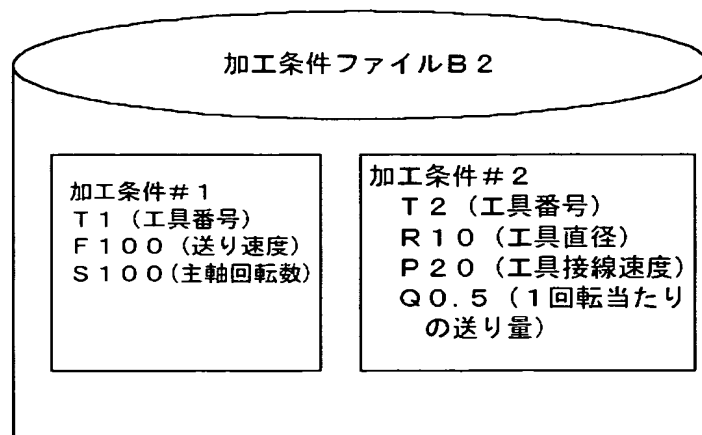 加工条件ファイルB2
加工条件#1
T1(工具番号)
F100(送り速度)
S100(主軸回転数)
加工条件#2
T2(工具番号)
R10(工具直径)
P20(工具接線速度)
Q0.5(1回転当たり
の送り量)